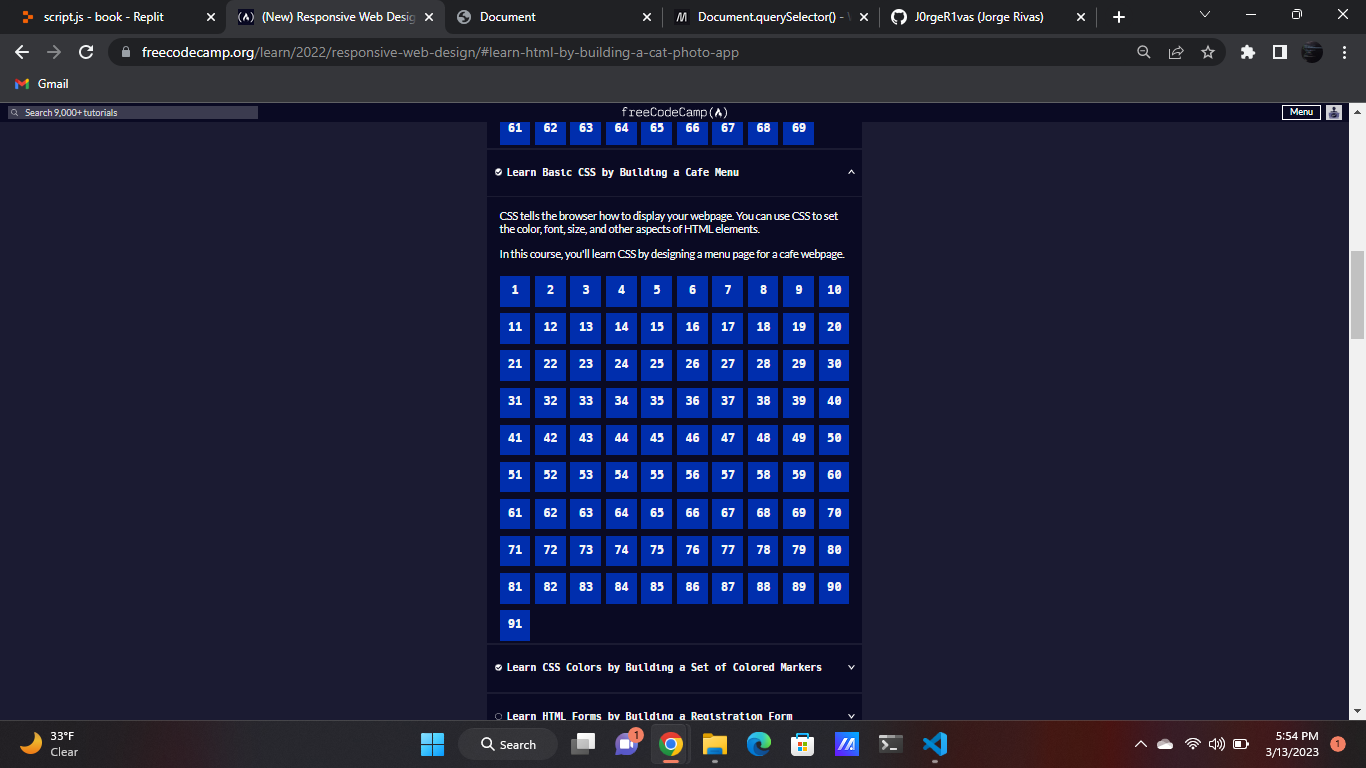 script.js - book - Replit
(New) Responsive Web Desig
Document
Document.querySelector() -
J0rgeR1vas (Jorge Rivas)
freecodecamp.org/learn/2022/responsive-web-design/#learn-html-by-building-a-cat-photo-app
Gmail
Search 9,000+ tutorials
freeCodeCamp
Menu
61 62 63 64 65 66 67 68 69
Learn Basic CSS by Building a Cafe Menu
CSS tells the browser how to display your webpage. You can use CSS to set
the color, font, size, and other aspects of HTML elements.
In this course, you'll learn CSS by designing a menu page for a cafe webpage.
1 2 3 4 5 6 7 8 9 10
11 12 13 14 15 16 17 18 19 20
21 22 23 24 25 26 27 28 29 30
31 32 33 34 35 36 37 38 39 40
41 42 43 44 45 46 47 48 49 50
51 52 53 54 55 56 57 58 59 60
61 62 63 64 65 66 67 68 69 70
71 72 73 74 75 76 77 78 79 80
81 82 83 84 85 86 87 88 89 90
91
Learn CSS Colors by Building a Set of Colored Markers
Learn HTML Forms by Building a Registration Form
33°F
Clear
Search
1
5:54 PM
3/13/2023
1